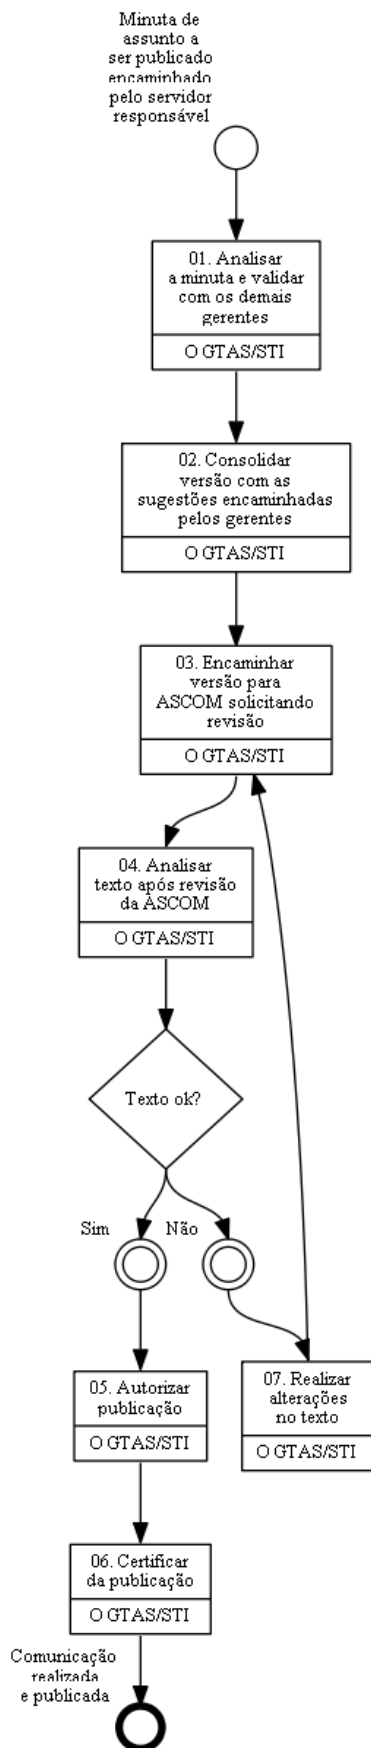 Minuta de
assunto a
ser publicado
encaminhado
pelo servidor
responsável
01. Analisar
a minuta e validar
com os demais
gerentes
O GTAS/STI
02. Consolidar
versão com as
sugestões encaminhadas
pelos gerentes
O GTAS/STI
03. Encaminhar
versão para
ASCOM solicitando
revisão
O GTAS/STI
04. Analisar
texto após revisão
da ASCOM
O GTAS/STI
Texto ok?
Sim
Não
05. Autorizar
publicação
O GTAS/STI
07. Realizar
alterações
no texto
O GTAS/STI
06. Certificar
da publicação
O GTAS/STI
Comunicação
realizada
e publicada